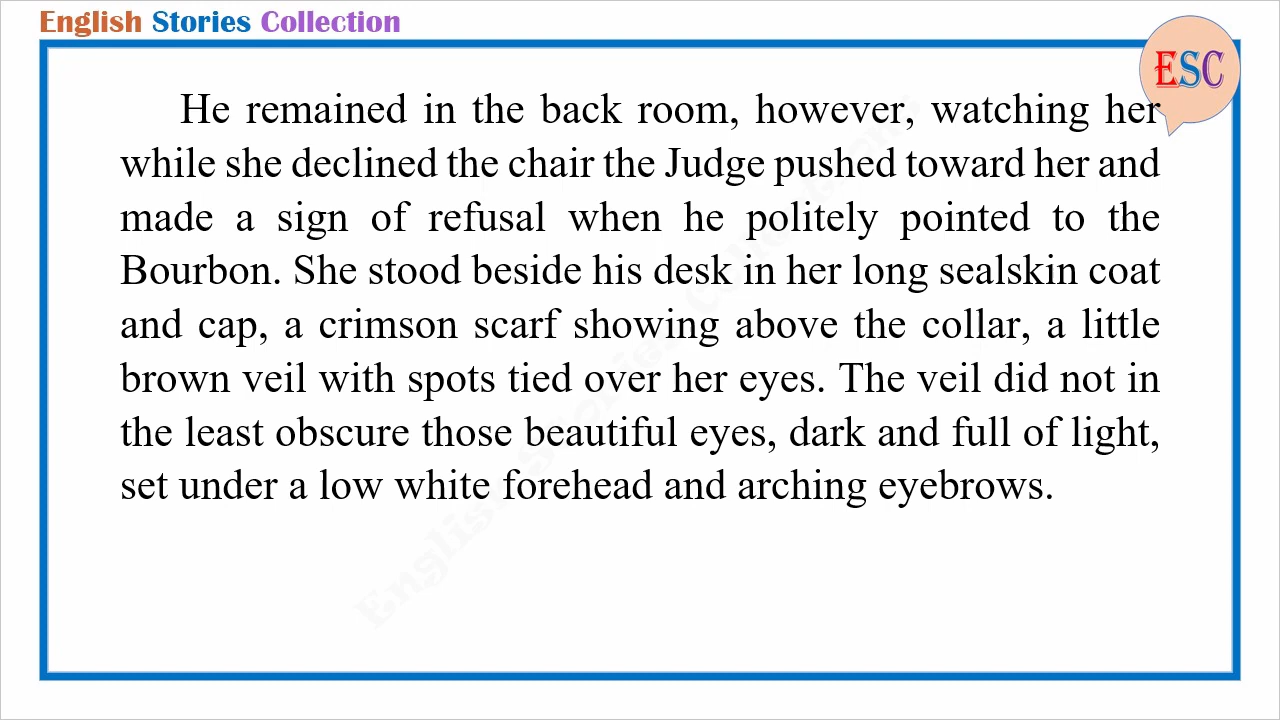 English Stories Collection
ESC
He remained in the back room, however, watching her
while she declined the chair the Judge pushed toward her and
made a sign of refusal when he politely pointed to the
Bourbon. She stood beside his desk in her long sealskin coat
and cap, a crimson scarf showing above the collar, a little
brown veil with spots tied over her eyes. The veil did not in
the least obscure those beautiful eyes, dark and full of light,
set under a low white forehead and arching eyebrows.
English Stories Collections